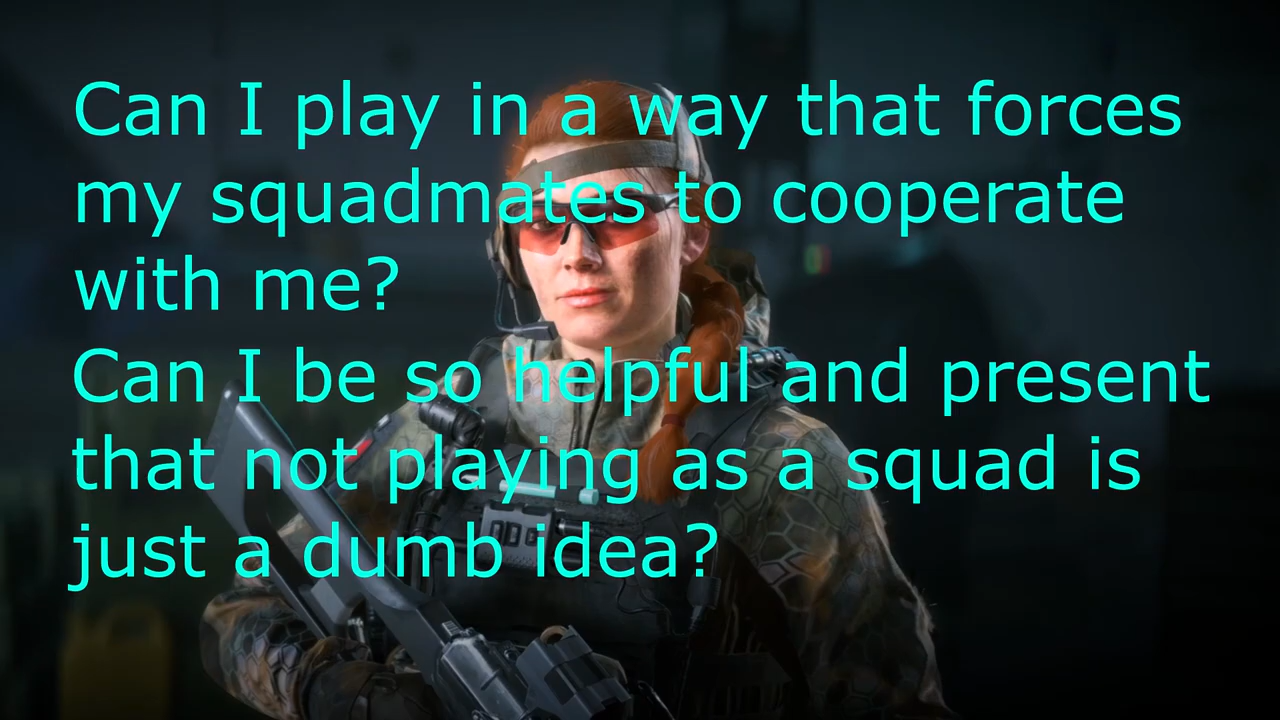 Can I play in a way that forces
my squadmates to cooperate
with me?
Can I be so helpful and present
that not playing as a squad is
just a dumb idea?